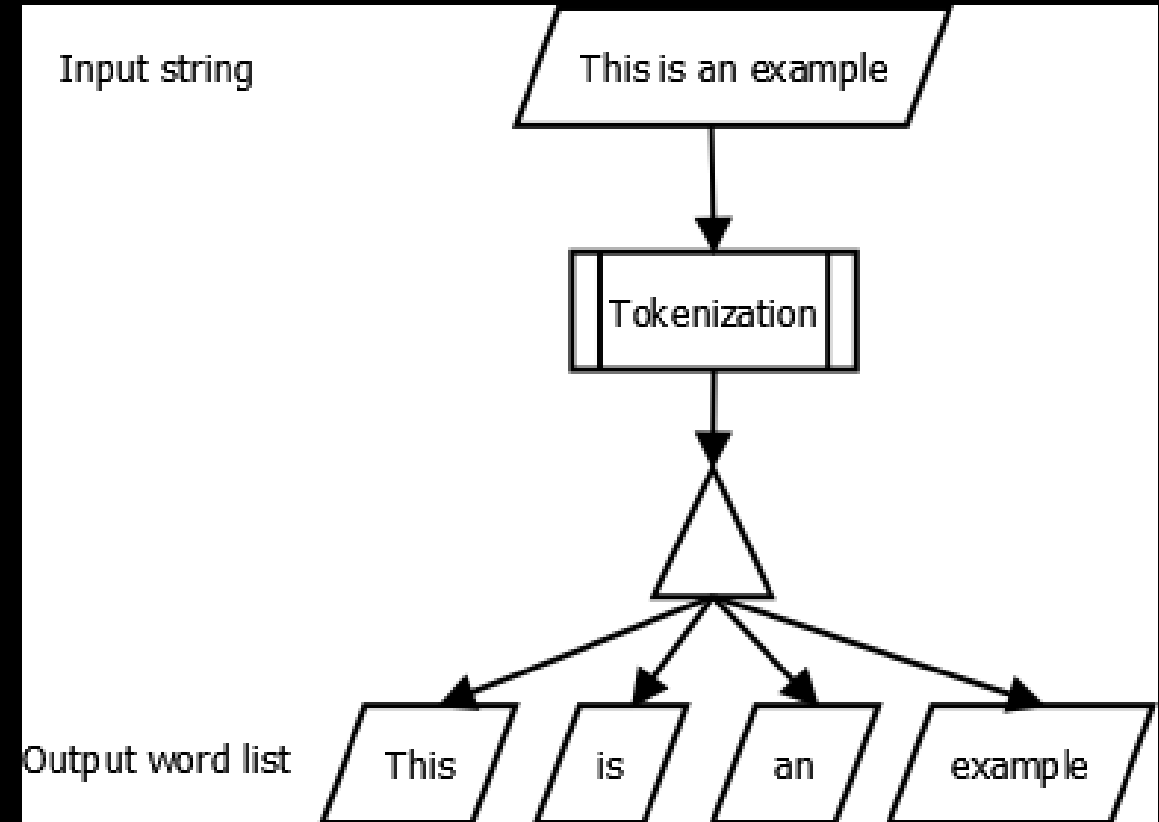 Input string
This is an example
Tokenization
Output word list
This
is
an
example